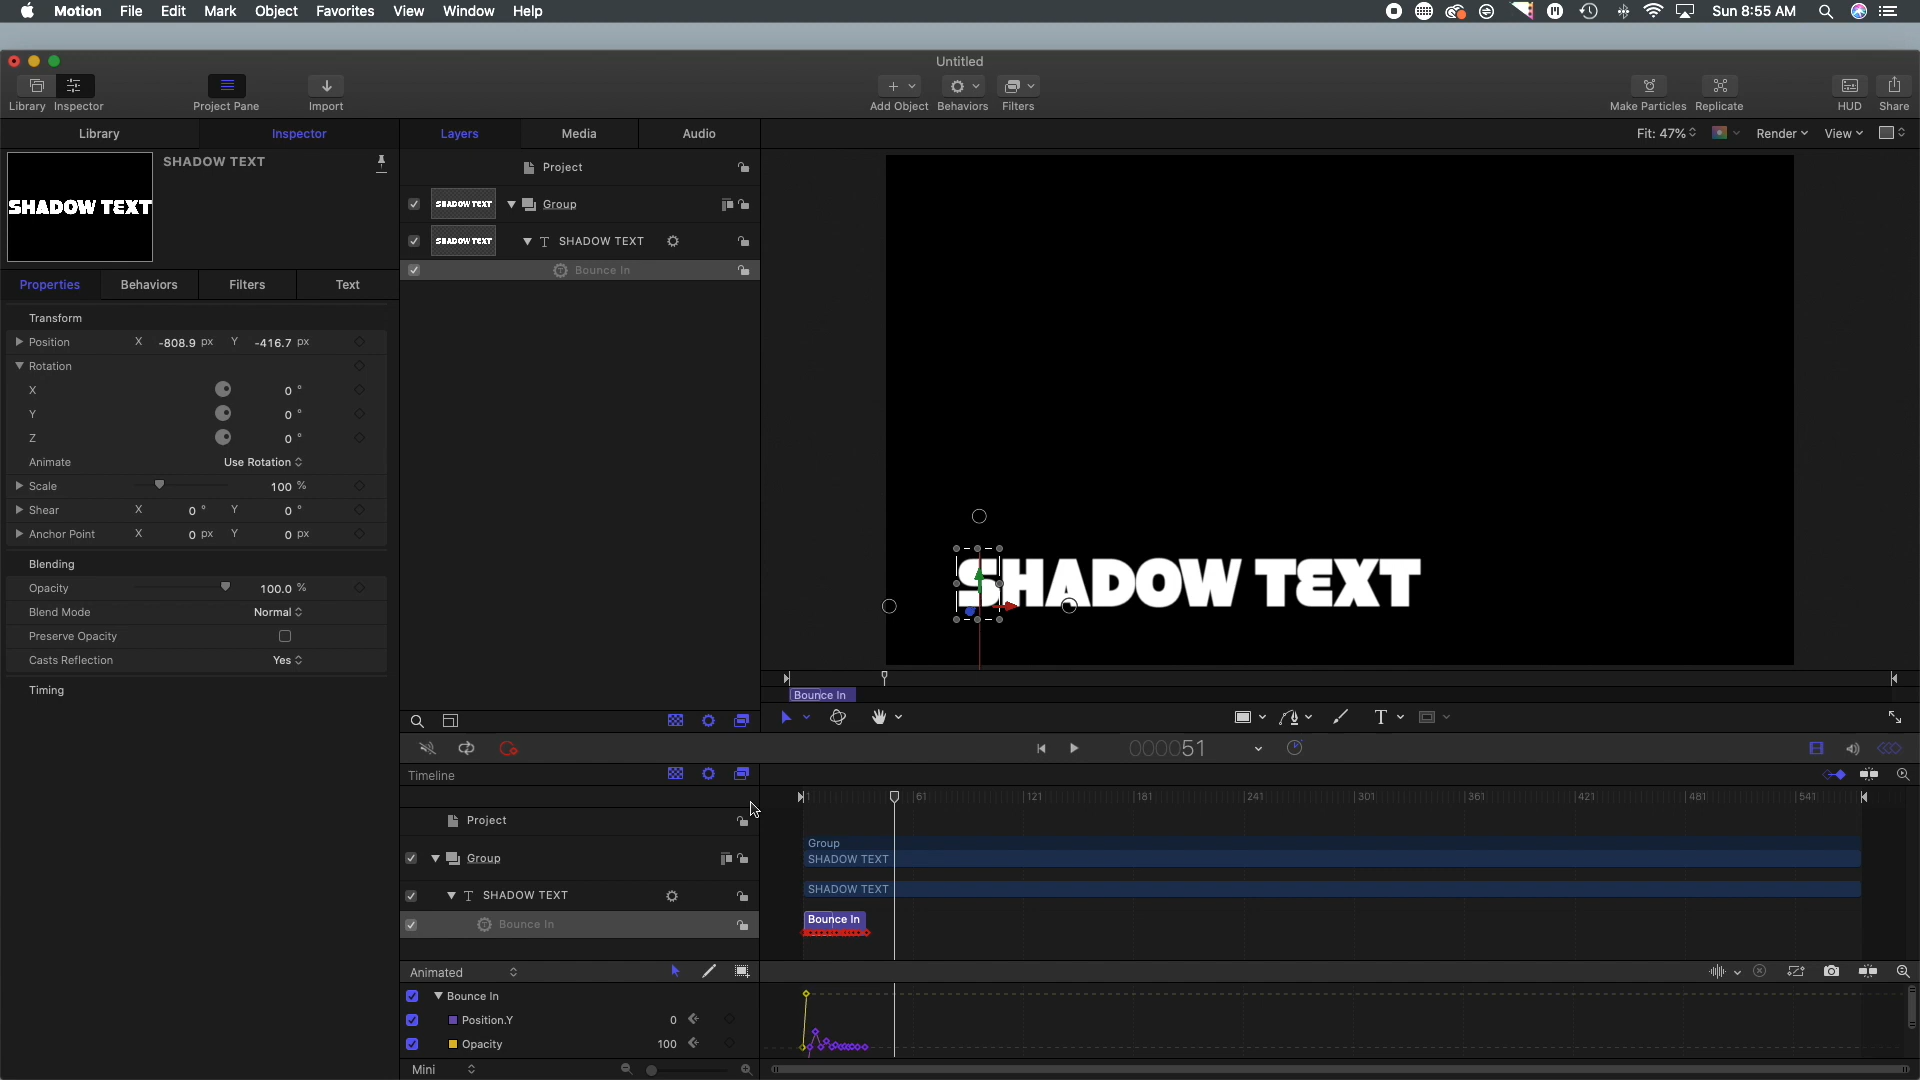 Motion File Edit Mark Object Favorites View Window Help
Sun 8:55 AM
Untitled
Library Inspector Project Pane Import Add Object Behaviors Filters Make Particles Replicate HUD Share
Library Inspector Layers Media Audio Fit: 47% Render View
SHADOW TEXT
SHADOW TEXT
Project
SHADOW TEXT Group
SHADOW TEXT SHADOW TEXT
Bounce In
Properties Behaviors Filters Text
Transform
Position X -808.9 px Y -416.7 px
Rotation
X 0 °
Y 0 °
Z 0 °
Animate Use Rotation
Scale 100 %
Shear X 0 ° Y 0 °
Anchor Point X 0 px Y 0 px
Blending
Opacity 100.0 %
Blend Mode Normal
Preserve Opacity
Casts Reflection Yes
Timing
SHADOW TEXT
Bounce In
T
000051
Timeline
1 61 121 181 241 301 361 421 481 541
Project
Group
Group
SHADOW TEXT
SHADOW TEXT
SHADOW TEXT
Bounce In
Bounce In
Animated
Bounce In
Position.Y 0
Opacity 100
Mini